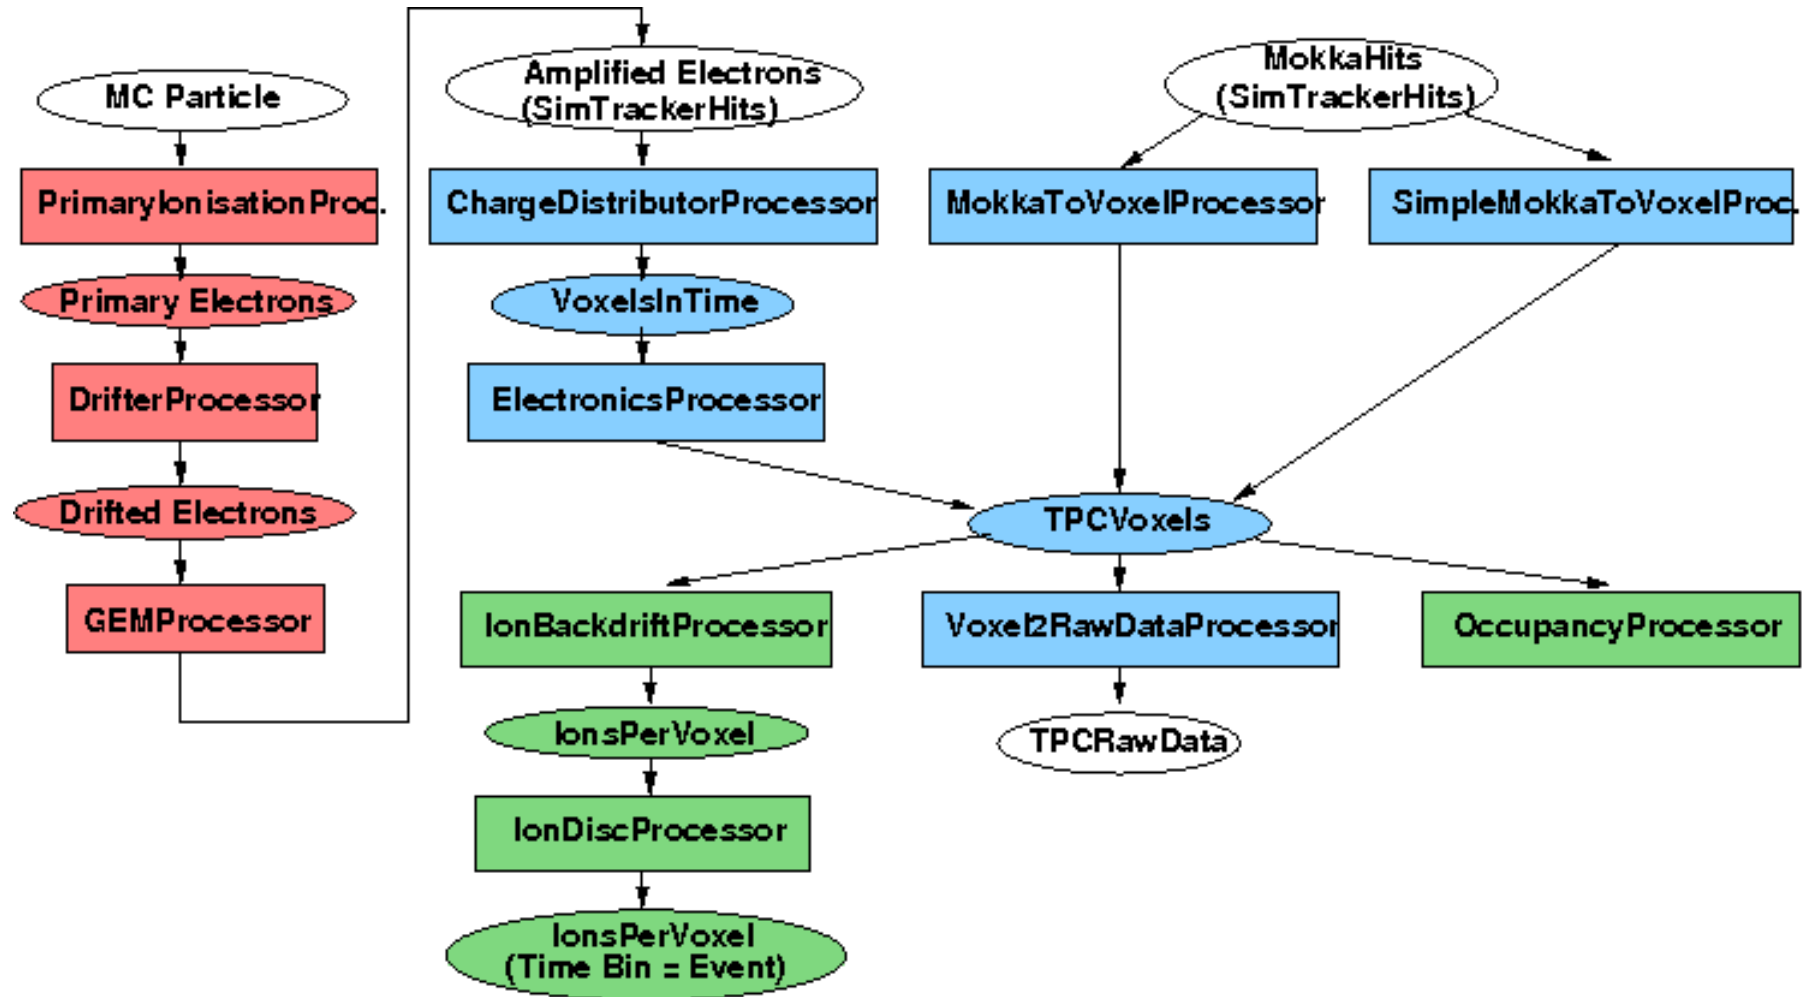 MC Particle
PrimaryIonisationProc.
Primary Electrons
DrifterProcessor
Drifted Electrons
GEMProcessor
Amplified Electrons
(SimTrackerHits)
ChargeDistributorProcessor
VoxelsInTime
ElectronicsProcessor
MokkaHits
(SimTrackerHits)
MokkaToVoxelProcessor
SimpleMokkaToVoxelProc.
TPCVoxels
IonBackdriftProcessor
Voxel2RawDataProcessor
OccupancyProcessor
IonsPerVoxel
TPCRawData
IonDiscProcessor
IonsPerVoxel
(Time Bin = Event)